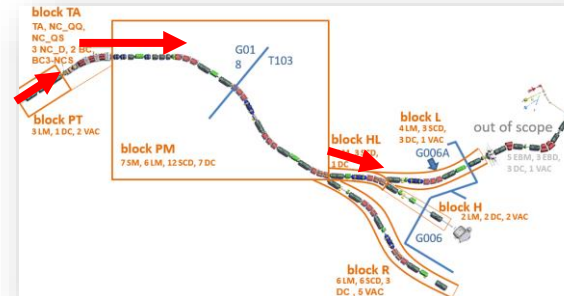 block TA
TA, NC_QQ,
NC_QS
3 NC_D, 2 BC,
BC3-NCS
G01
8
T103
block PT
3 LM, 1 DC, 2 VAC
block PM
7 SM, 6 LM, 12 SCD, 7 DC
block HL
1 DC
block L
4 LM, 3 SCD,
3 DC, 1 VAC
G006A
out of scope
5 EBM, 3 EBD,
3 DC, 1 VAC
block H
2 LM, 2 DC, 2 VAC
G006
block R
6 LM, 6 SCD, 3
DC, 5 VAC